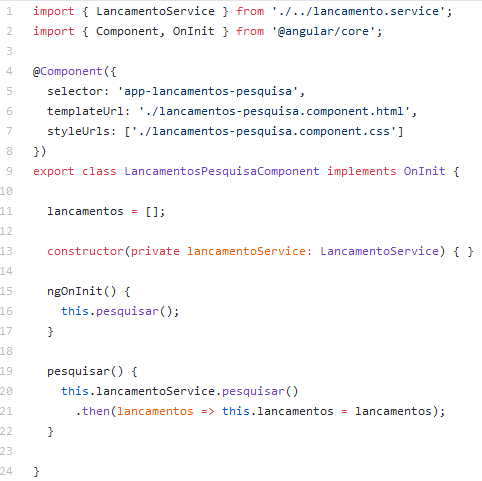 1 import { LancamentoService } from './../lancamento.service';
2 import { Component, OnInit } from '@angular/core';
3
4 @Component({
5   selector: 'app-lancamentos-pesquisa',
6   templateUrl: './lancamentos-pesquisa.component.html',
7   styleUrls: ['./lancamentos-pesquisa.component.css']
8 })
9 export class LancamentosPesquisaComponent implements OnInit {
10
11   lancamentos = [];
12
13   constructor(private lancamentoService: LancamentoService) { }
14
15   ngOnInit() {
16     this.pesquisar();
17   }
18
19   pesquisar() {
20     this.lancamentoService.pesquisar()
21       .then(lancamentos => this.lancamentos = lancamentos);
22   }
23
24 }